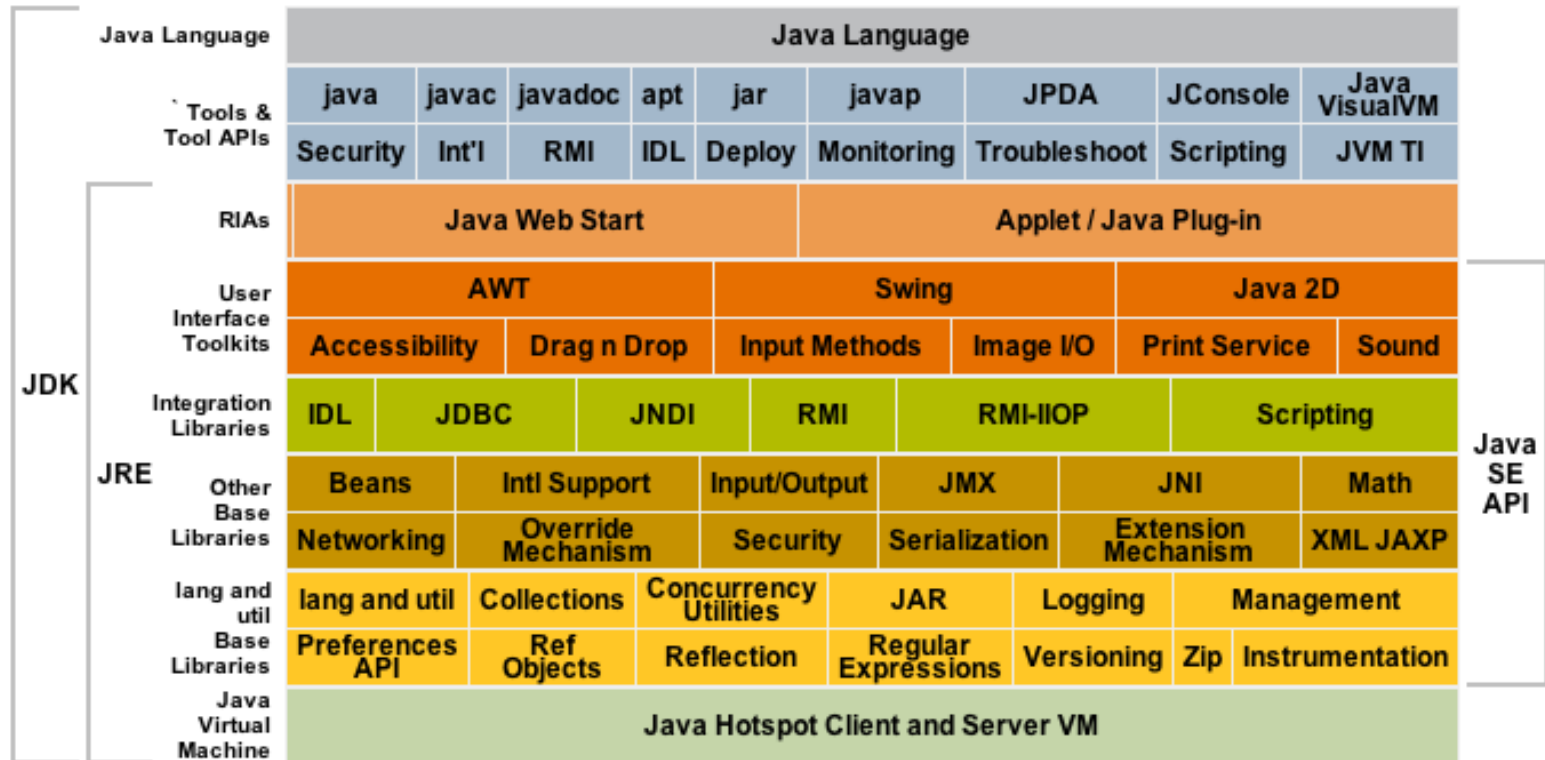 Java Language
Java Language
` Tools &
Tool APIs
java javac javadoc apt jar javap JPDA JConsole Java
VisualVM
Security Int'l RMI IDL Deploy Monitoring Troubleshoot Scripting JVM TI
RIAs
Java Web Start Applet / Java Plug-in
User
Interface
Toolkits
AWT Swing Java 2D
Accessibility Drag n Drop Input Methods Image I/O Print Service Sound
JDK
Integration
Libraries
IDL JDBC JNDI RMI RMI-IIOP Scripting
Java
SE
API
JRE
Other
Base
Libraries
Beans Intl Support Input/Output JMX JNI Math
Networking Override
Mechanism Security Serialization Extension
Mechanism XML JAXP
lang and
util
Base
Libraries
lang and util Collections Concurrency
Utilities JAR Logging Management
Preferences
API Ref
Objects Reflection Regular
Expressions Versioning Zip Instrumentation
Java
Virtual
Machine
Java Hotspot Client and Server VM